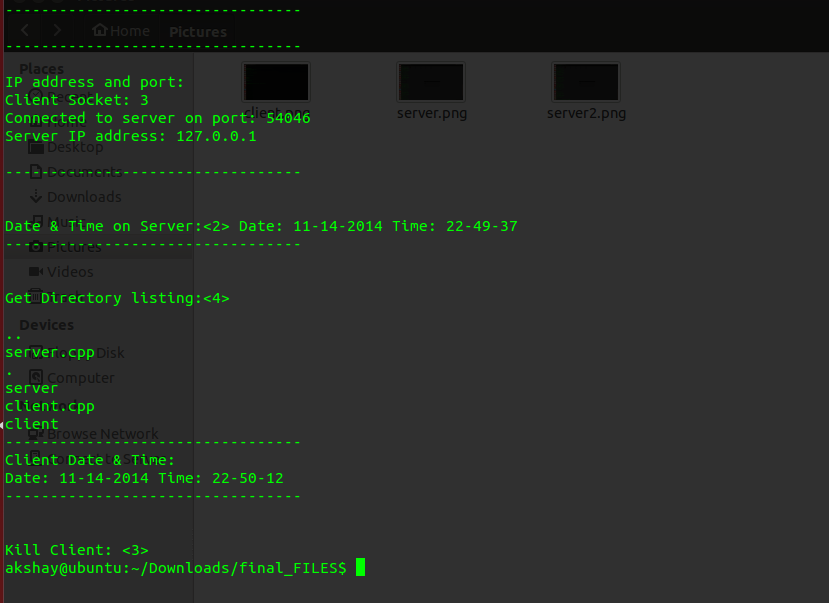 ---------------------------------
Home Pictures
---------------------------------
Places
IP address and port:
Client Socket: 3
client.png server.png server2.png
Connected to server on port: 54046
Server IP address: 127.0.0.1
Desktop
---------------------------------
Documents
Downloads
Music
Date & Time on Server:<2> Date: 11-14-2014 Time: 22-49-37
---------------------------------
Pictures
Videos
Get Directory listing:<4>
Devices
..
server.cpp
Disk
.
Computer
server
client.cpp
client
Browse Network
---------------------------------
Client Date & Time:
Date: 11-14-2014 Time: 22-50-12
---------------------------------
Kill Client: <3>
akshay@ubuntu:~/Downloads/final_FILES$